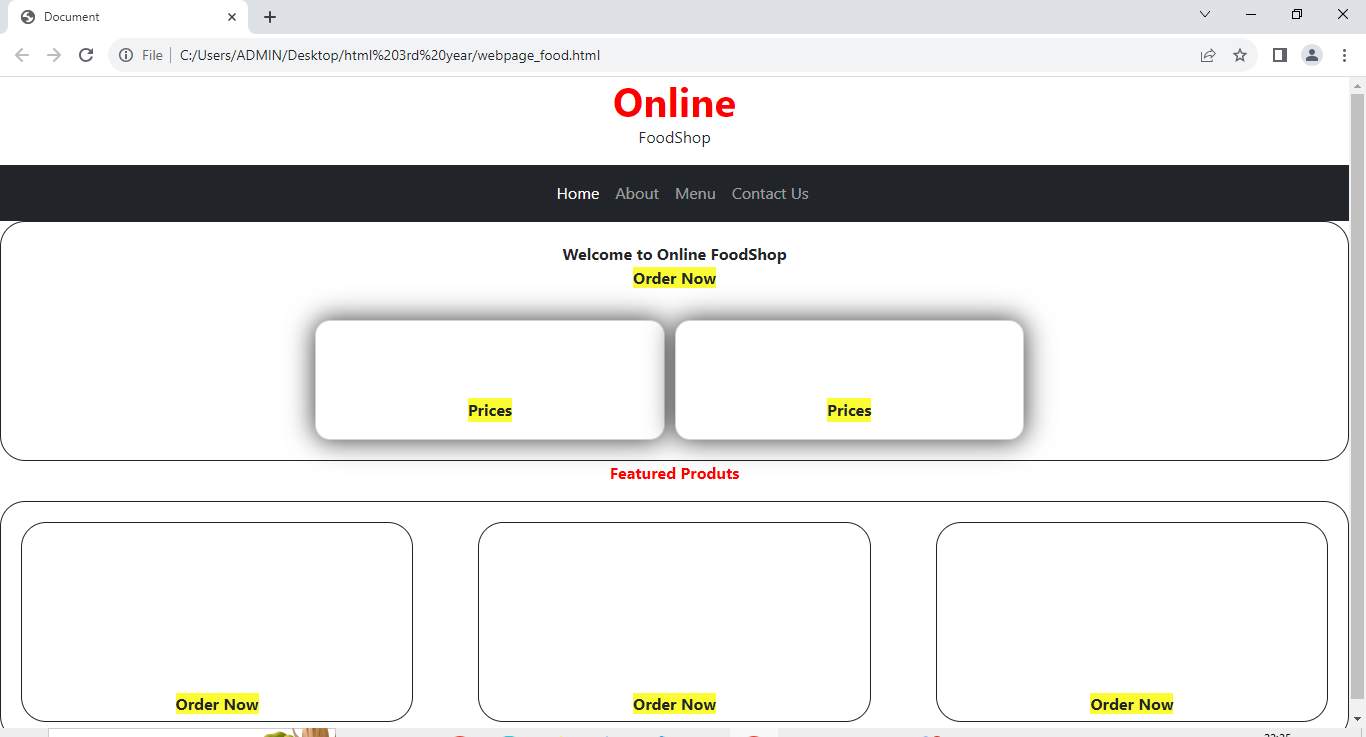 Document
File
C:/Users/ADMIN/Desktop/html%203rd%20year/webpage_food.html
Online
FoodShop
Home About Menu Contact Us
Welcome to Online FoodShop
Order Now
Prices Prices
Featured Produts
Order Now Order Now Order Now